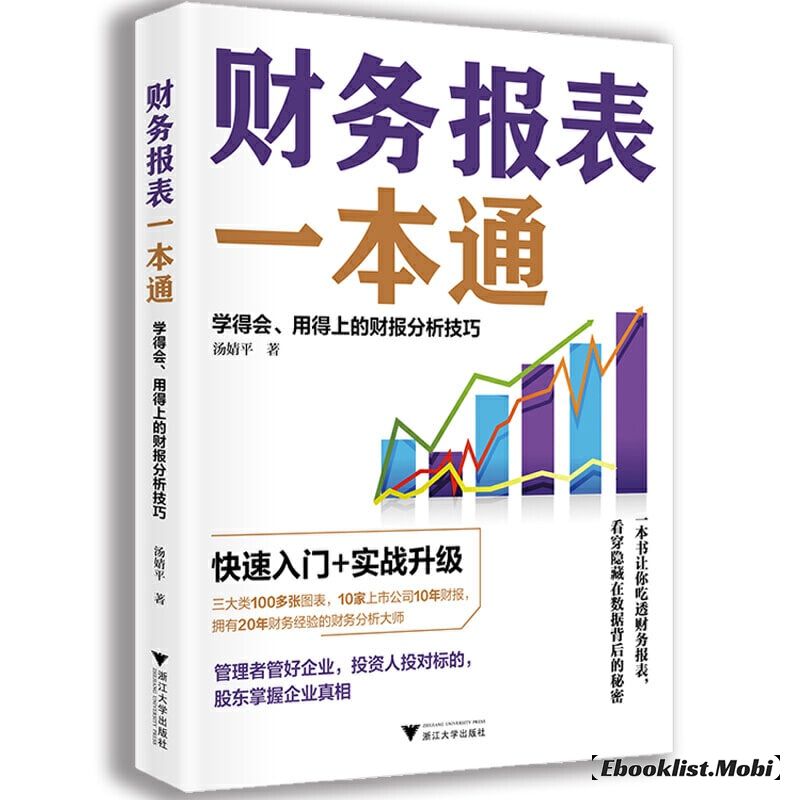 财务报表
一本通
学得会、用得上的财报分析技巧
汤婧平 著
快速入门+实战升级
三大类100多张图表，10家上市公司10年财报，
拥有20年财务经验的财务分析大师
管理者管好企业，投资人投对标的，
股东掌握企业真相
一本书让你吃透财务报表，
看穿隐藏在数据背后的秘密
ZHEJIANG UNIVERSITY PRESS
浙江大学出版社
财务报表一本通
学得会、用得上的财报分析技巧
汤婧平 著
浙江大学出版社
ZHEJIANG UNIVERSITY PRESS
【Ebooklist.Mobi】